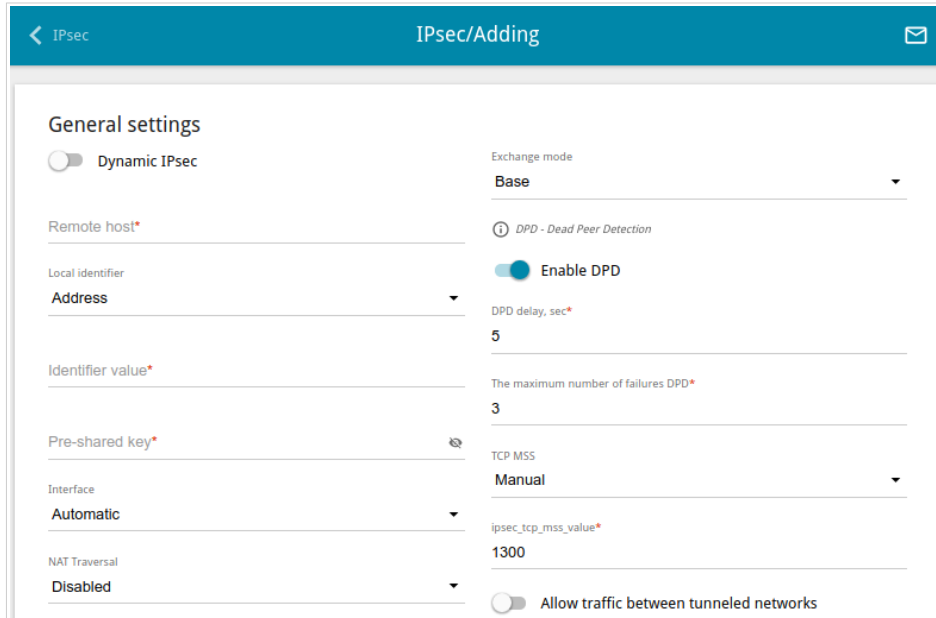 IPsec
IPsec/Adding
General settings
Dynamic IPsec
Remote host*
Local identifier
Address
Identifier value*
Pre-shared key*
Interface
Automatic
NAT Traversal
Disabled
Exchange mode
Base
DPD - Dead Peer Detection
Enable DPD
DPD delay, sec*
5
The maximum number of failures DPD*
3
TCP MSS
Manual
ipsec_tcp_mss_value*
1300
Allow traffic between tunneled networks